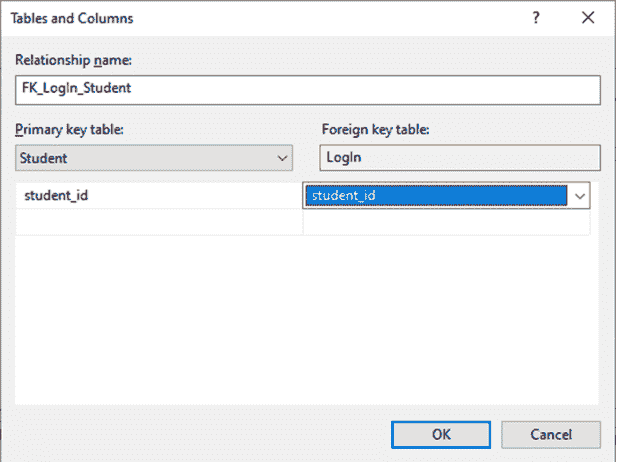 Tables and Columns ?
Relationship name:
FK_LogIn_Student
Primary key table: Foreign key table:
Student LogIn
student_id student_id
OK Cancel